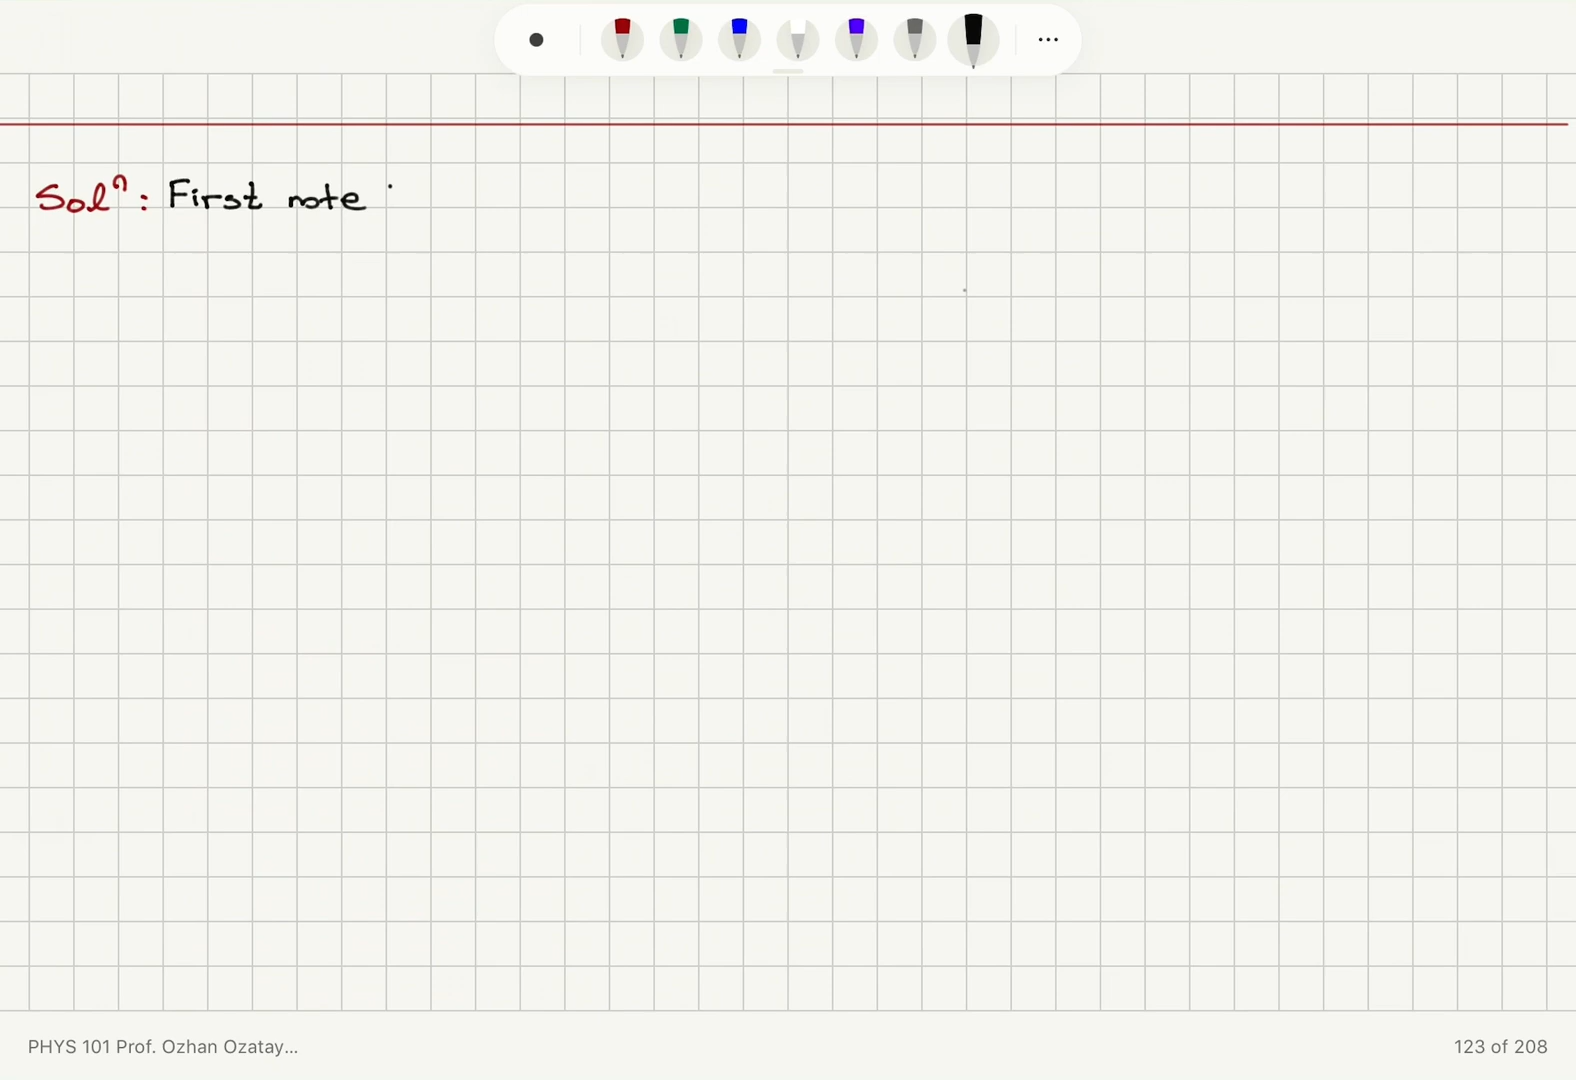 Solⁿ: First note
PHYS 101 Prof. Ozhan Ozatay...
123 of 208